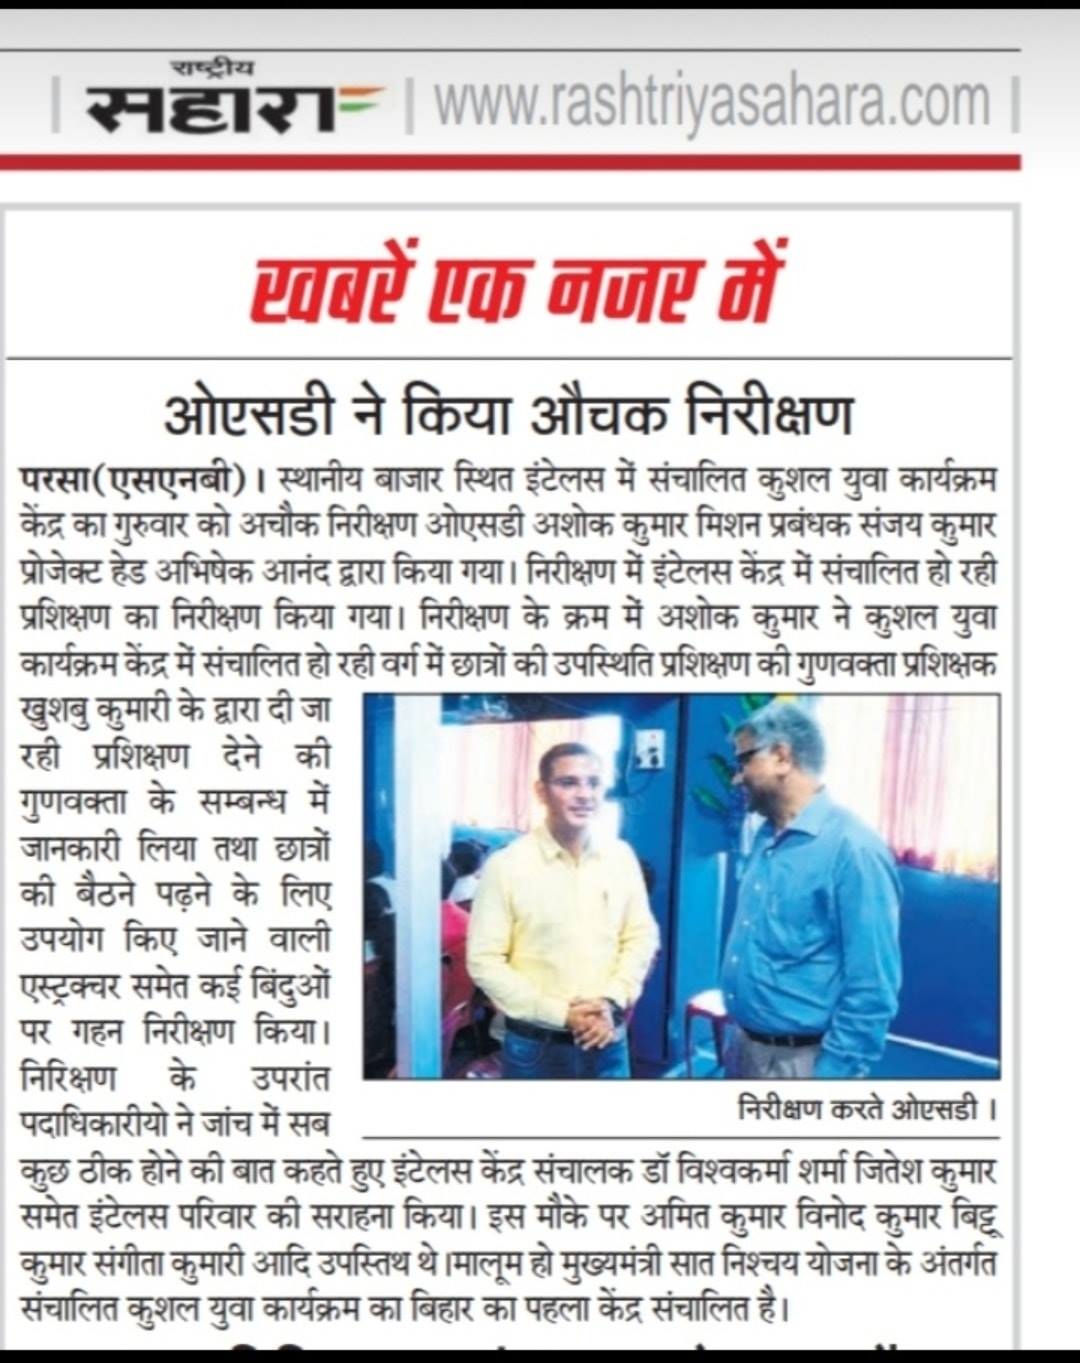 राष्ट्रीय
सहारा
www.rashtriyasahara.com
खबरें एक नजर में
ओएसडी ने किया औचक निरीक्षण
परसा(एसएनबी)। स्थानीय बाजार स्थित इंटेलस में संचालित कुशल युवा कार्यक्रम
केंद्र का गुरुवार को अचौक निरीक्षण ओएसडी अशोक कुमार मिशन प्रबंधक संजय कुमार
प्रोजेक्ट हेड अभिषेक आनंद द्वारा किया गया। निरीक्षण में इंटेलस केंद्र में संचालित हो रही
प्रशिक्षण का निरीक्षण किया गया। निरीक्षण के क्रम में अशोक कुमार ने कुशल युवा
कार्यक्रम केंद्र में संचालित हो रही वर्ग में छात्रों की उपस्थिति प्रशिक्षण की गुणवक्ता प्रशिक्षक
खुशबु कुमारी के द्वारा दी जा
रही प्रशिक्षण देने की
गुणवक्ता के सम्बन्ध में
जानकारी लिया तथा छात्रों
की बैठने पढ़ने के लिए
उपयोग किए जाने वाली
एस्ट्रक्चर समेत कई बिंदुओं
पर गहन निरीक्षण किया।
निरिक्षण के उपरांत
पदाधिकारीयो ने जांच में सब
निरीक्षण करते ओएसडी ।
कुछ ठीक होने की बात कहते हुए इंटेलस केंद्र संचालक डॉ विश्वकर्मा शर्मा जितेश कुमार
समेत इंटेलस परिवार की सराहना किया। इस मौके पर अमित कुमार विनोद कुमार बिट्टू
कुमार संगीता कुमारी आदि उपस्तिथ थे ।मालूम हो मुख्यमंत्री सात निश्चय योजना के अंतर्गत
संचालित कुशल युवा कार्यक्रम का बिहार का पहला केंद्र संचालित है।